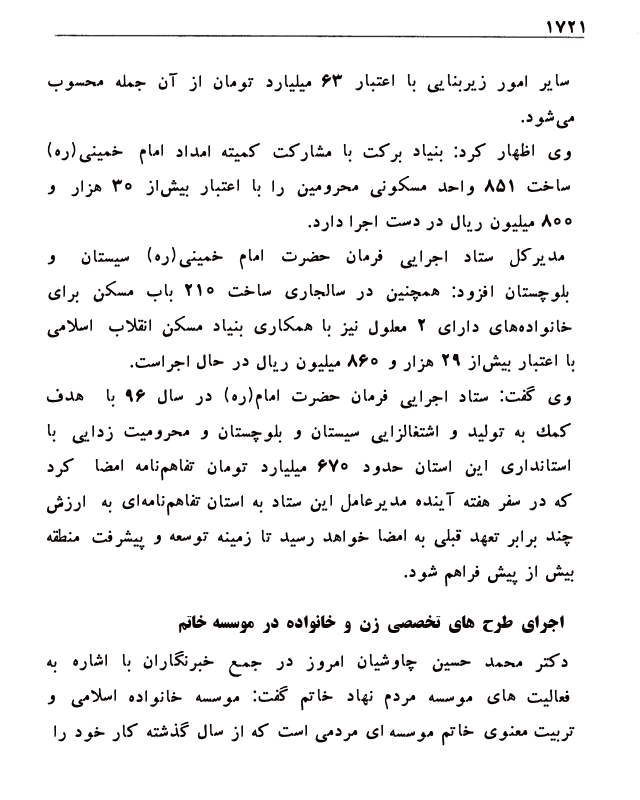 ۱۷۲۱
سایر امور زیربنایی با اعتبار ۶۳ میلیارد تومان از آن جمله محسوب
می‌شود.
وی اظهار کرد: بنیاد برکت با مشارکت کمیته امداد امام خمینی(ره)
ساخت ۸۵۱ واحد مسکونی محرومین را با اعتبار بیش‌از ۳۰ هزار و
۸۰۰ میلیون ریال در دست اجرا دارد.
مدیرکل ستاد اجرایی فرمان حضرت امام خمینی(ره) سیستان و
بلوچستان افزود: همچنین در سالجاری ساخت ۲۱۰ باب مسکن برای
خانواده‌های دارای ۲ معلول نیز با همکاری بنیاد مسکن انقلاب اسلامی
با اعتبار بیش‌از ۲۹ هزار و ۸۶۰ میلیون ریال در حال اجراست.
وی گفت: ستاد اجرایی فرمان حضرت امام(ره) در سال ۹۶ با هدف
کمك به تولید و اشتغالزایی سیستان و بلوچستان و محرومیت زدایی با
استانداری این استان حدود ۶۷۰ میلیارد تومان تفاهم‌نامه امضا کرد
که در سفر هفته آینده مدیرعامل این ستاد به استان تفاهم‌نامه‌ای به ارزش
چند برابر تعهد قبلی به امضا خواهد رسید تا زمینه توسعه و پیشرفت منطقه
بیش از پیش فراهم شود.
اجرای طرح های تخصصی زن و خانواده در موسسه خاتم
دکتر محمد حسین چاوشیان امروز در جمع خبرنگاران با اشاره به
فعالیت های موسسه مردم نهاد خاتم گفت: موسسه خانواده اسلامی و
تربیت معنوی خاتم موسسه ای مردمی است که از سال گذشته کار خود را